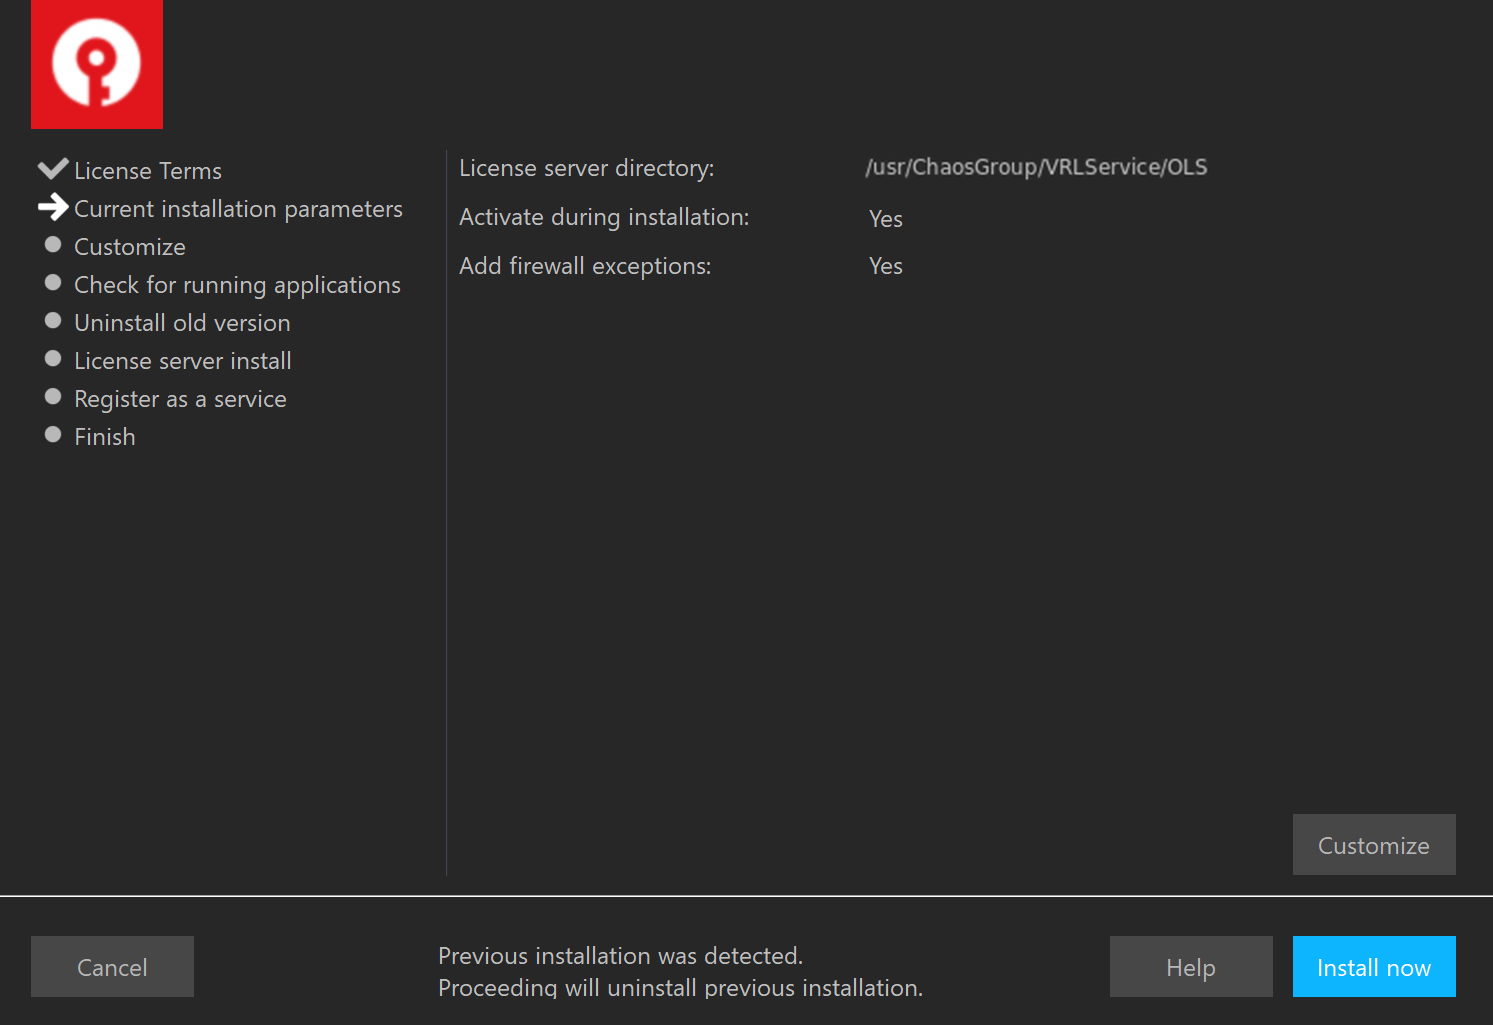 License Terms
Current installation parameters
Customize
Check for running applications
Uninstall old version
License server install
Register as a service
Finish
License server directory: /usr/ChaosGroup/VRLService/OLS
Activate during installation: Yes
Add firewall exceptions: Yes
Customize
Cancel
Previous installation was detected.
Proceeding will uninstall previous installation.
Help
Install now